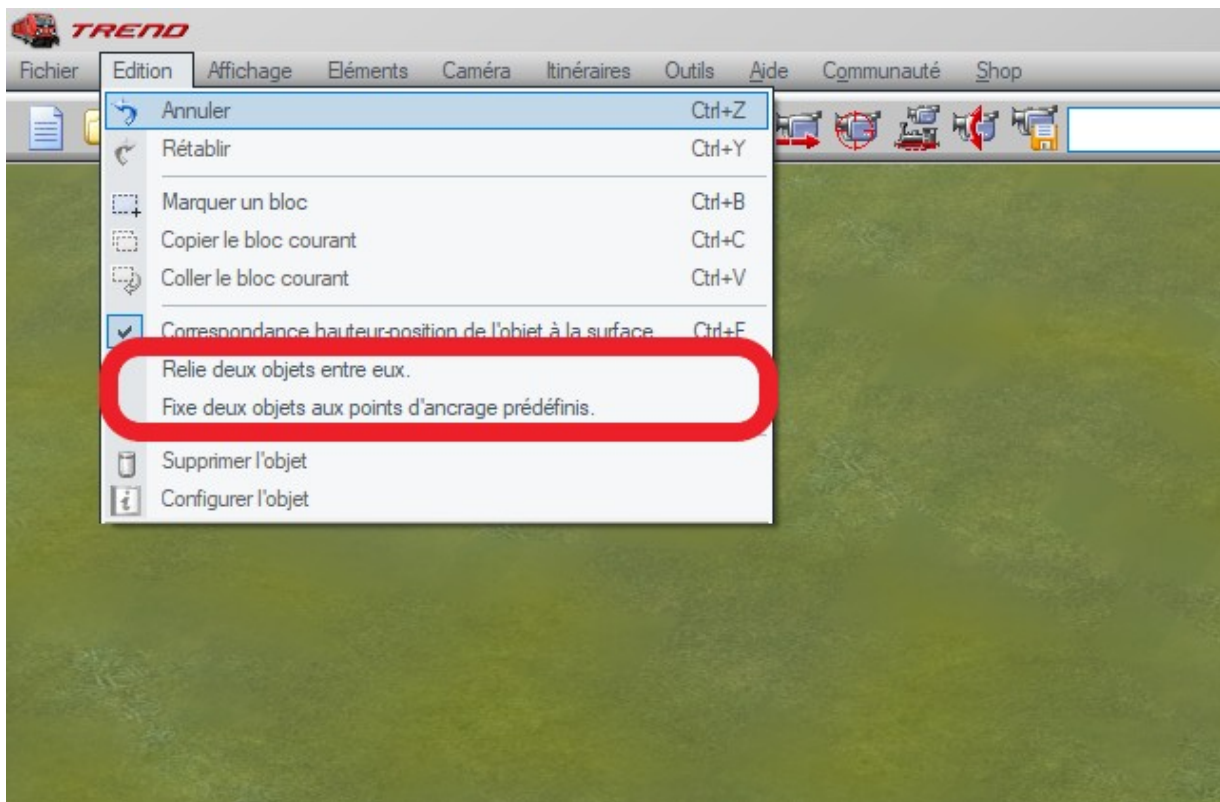 TREND
Fichier Edition Affichage Eléments Caméra Itinéraires Outils Aide Communauté Shop
Annuler Ctrl+Z
Rétablir Ctrl+Y
Marquer un bloc Ctrl+B
Copier le bloc courant Ctrl+C
Coller le bloc courant Ctrl+V
Correspondance hauteur-position de l'objet à la surface Ctrl+F
Relie deux objets entre eux.
Fixe deux objets aux points d'ancrage prédéfinis.
Supprimer l'objet
Configurer l'objet